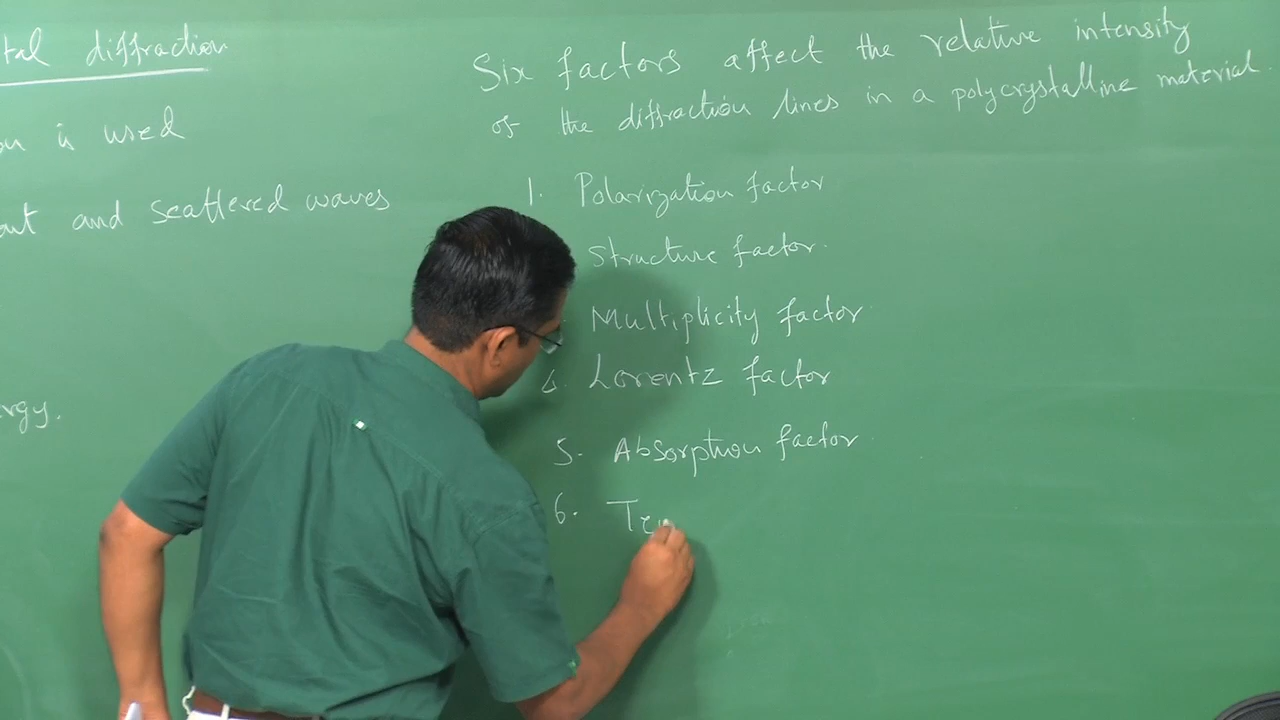 tal diffraction
on is used
and scattered waves
rgy.
Six factors affect the relative intensity
of the diffraction lines in a polycrystalline material.
1. Polarization factor
Structure factor.
Multiplicity factor.
4. Lorentz factor
5. Absorption factor.
6. Tem